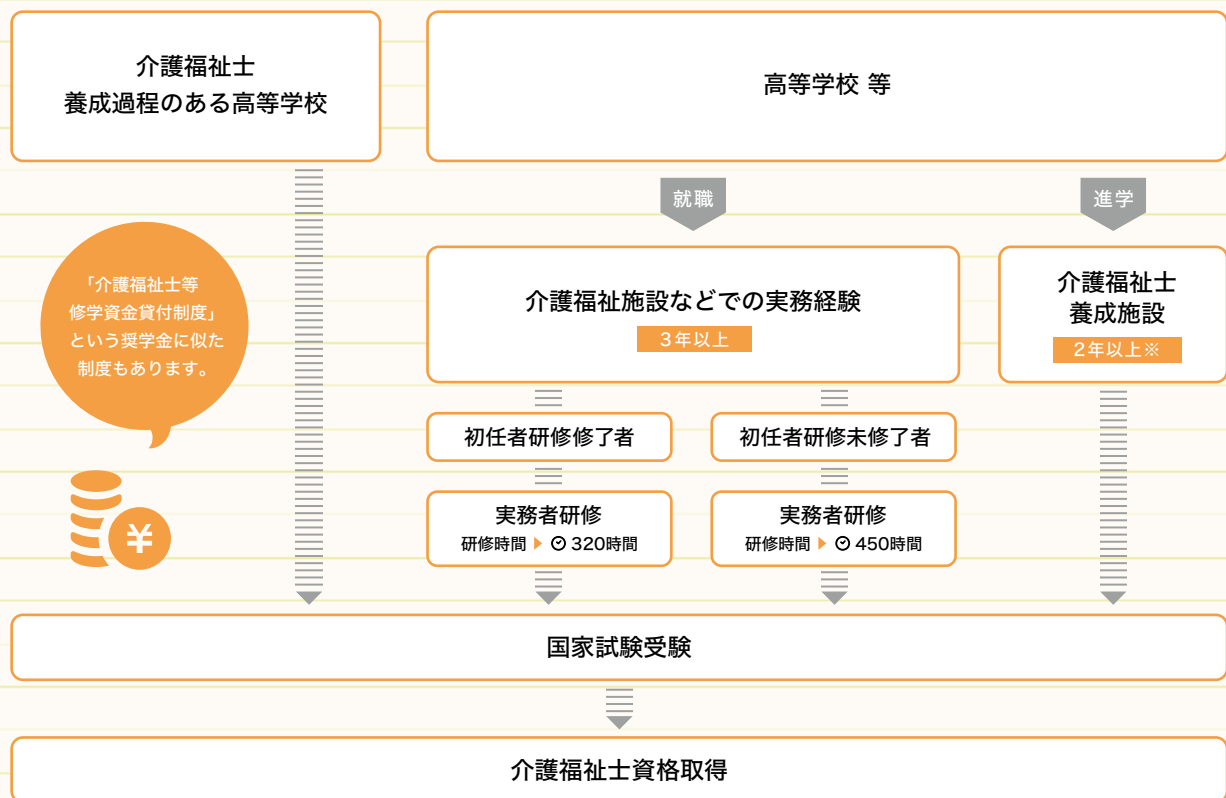 介護福祉士
養成過程のある高等学校
高等学校 等
就職
進学
「介護福祉士等
修学資金貸付制度」
という奨学金に似た
制度もあります。
¥
介護福祉施設などでの実務経験
3年以上
介護福祉士
養成施設
2年以上※
初任者研修修了者
初任者研修未修了者
実務者研修
研修時間 320時間
実務者研修
研修時間 450時間
国家試験受験
介護福祉士資格取得